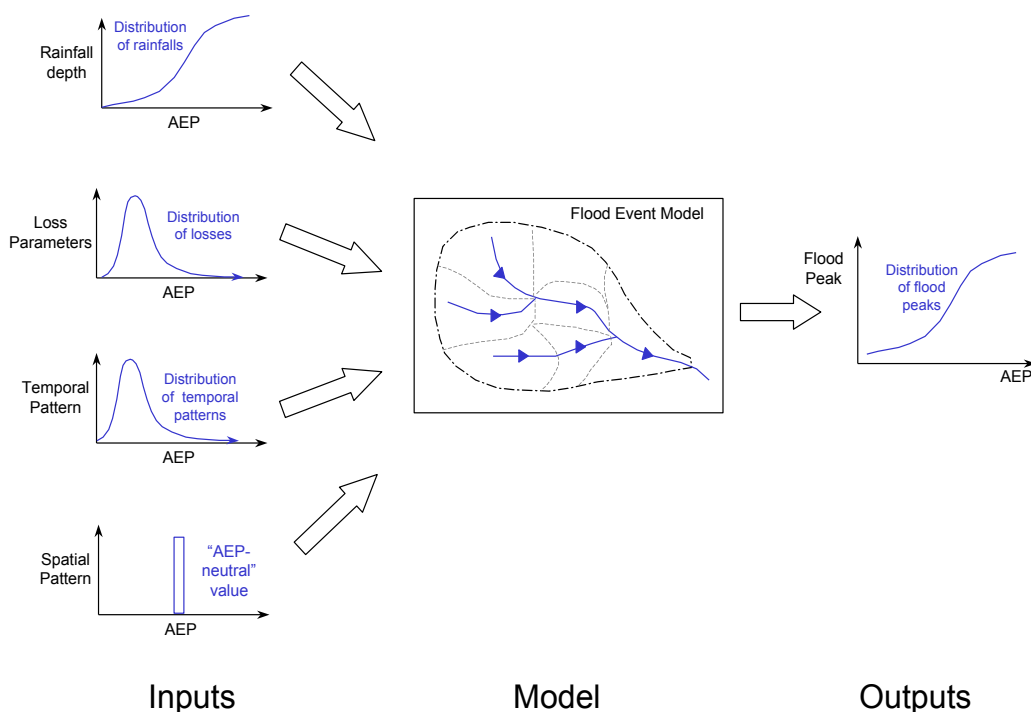 Rainfall
depth
Distribution
of rainfalls
AEP
Loss
Parameters
Distribution
of losses
AEP
Temporal
Pattern
Distribution
of temporal
patterns
AEP
Spatial
Pattern
“AEP-
neutral”
value
AEP
Flood Event Model
Flood
Peak
Distribution
of flood
peaks
AEP
Inputs
Model
Outputs